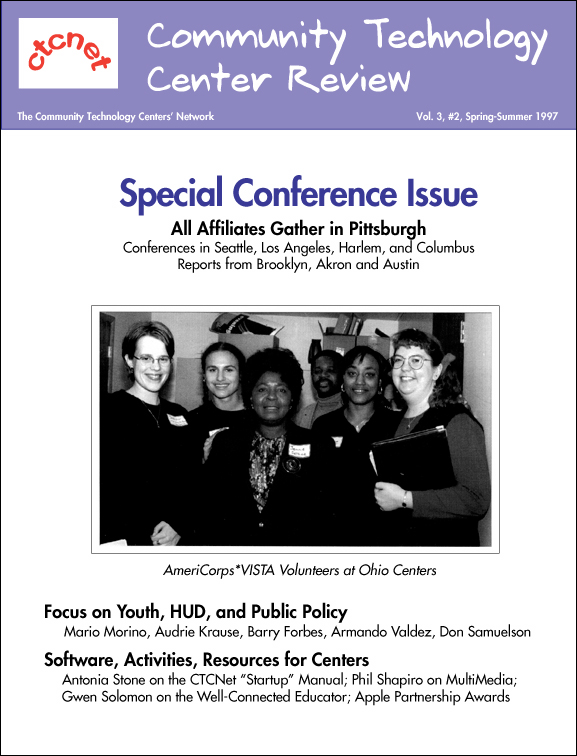 ctcnet
Community Technology
Center Review
The Community Technology Centers' Network
Vol. 3, #2, Spring-Summer 1997
Special Conference Issue
All Affiliates Gather in Pittsburgh
Conferences in Seattle, Los Angeles, Harlem, and Columbus
Reports from Brooklyn, Akron and Austin
AmeriCorps*VISTA Volunteers at Ohio Centers
Focus on Youth, HUD, and Public Policy
Mario Morino, Audrie Krause, Barry Forbes, Armando Valdez, Don Samuelson
Software, Activities, Resources for Centers
Antonia Stone on the CTCNet “Startup” Manual; Phil Shapiro on MultiMedia;
Gwen Solomon on the Well-Connected Educator; Apple Partnership Awards